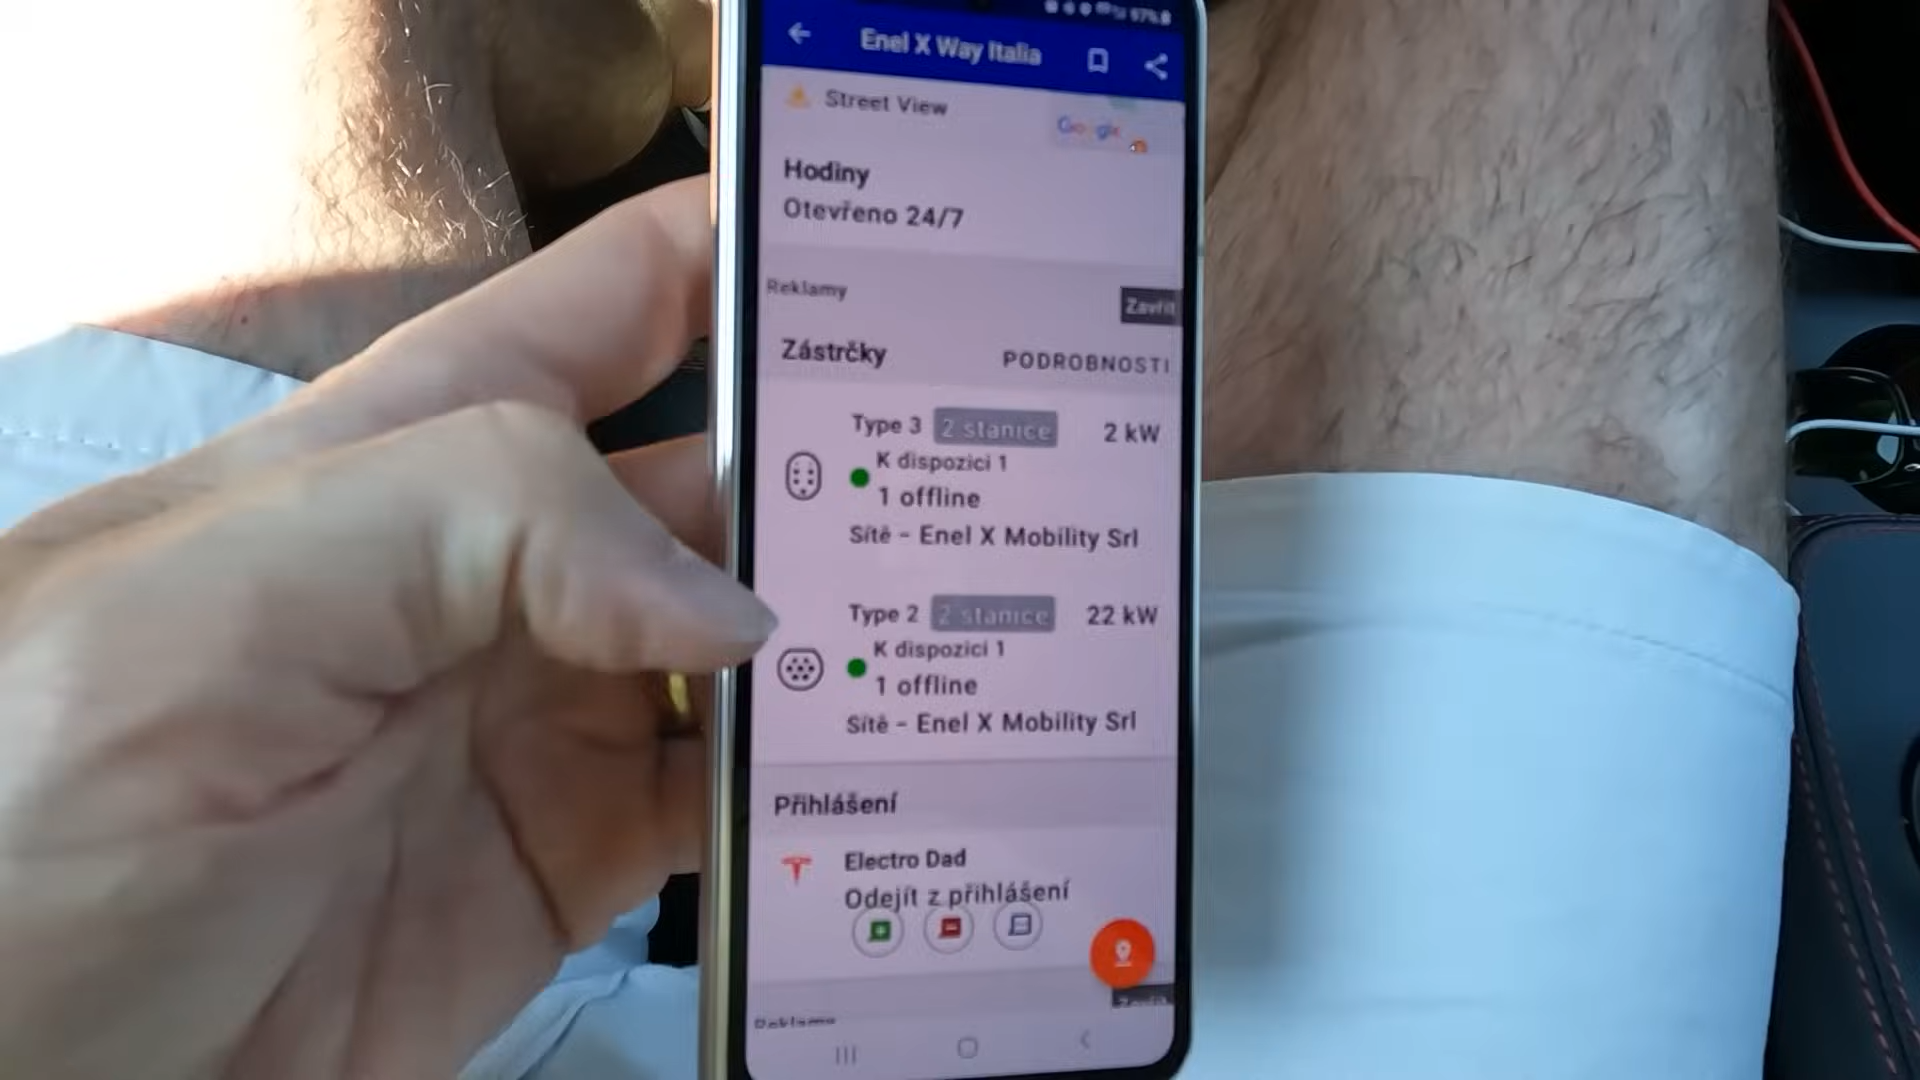 97%
Enel X Way Italia
Street View
Google
Hodiny
Otevřeno 24/7
Reklamy
Zavřít
Zástrčky
PODROBNOSTI
Type 3 2 stanice 2 kW
K dispozici 1
1 offline
Sítě - Enel X Mobility Srl
Type 2 2 stanice 22 kW
K dispozici 1
1 offline
Sítě - Enel X Mobility Srl
Přihlášení
Electro Dad
Odejít z přihlášení